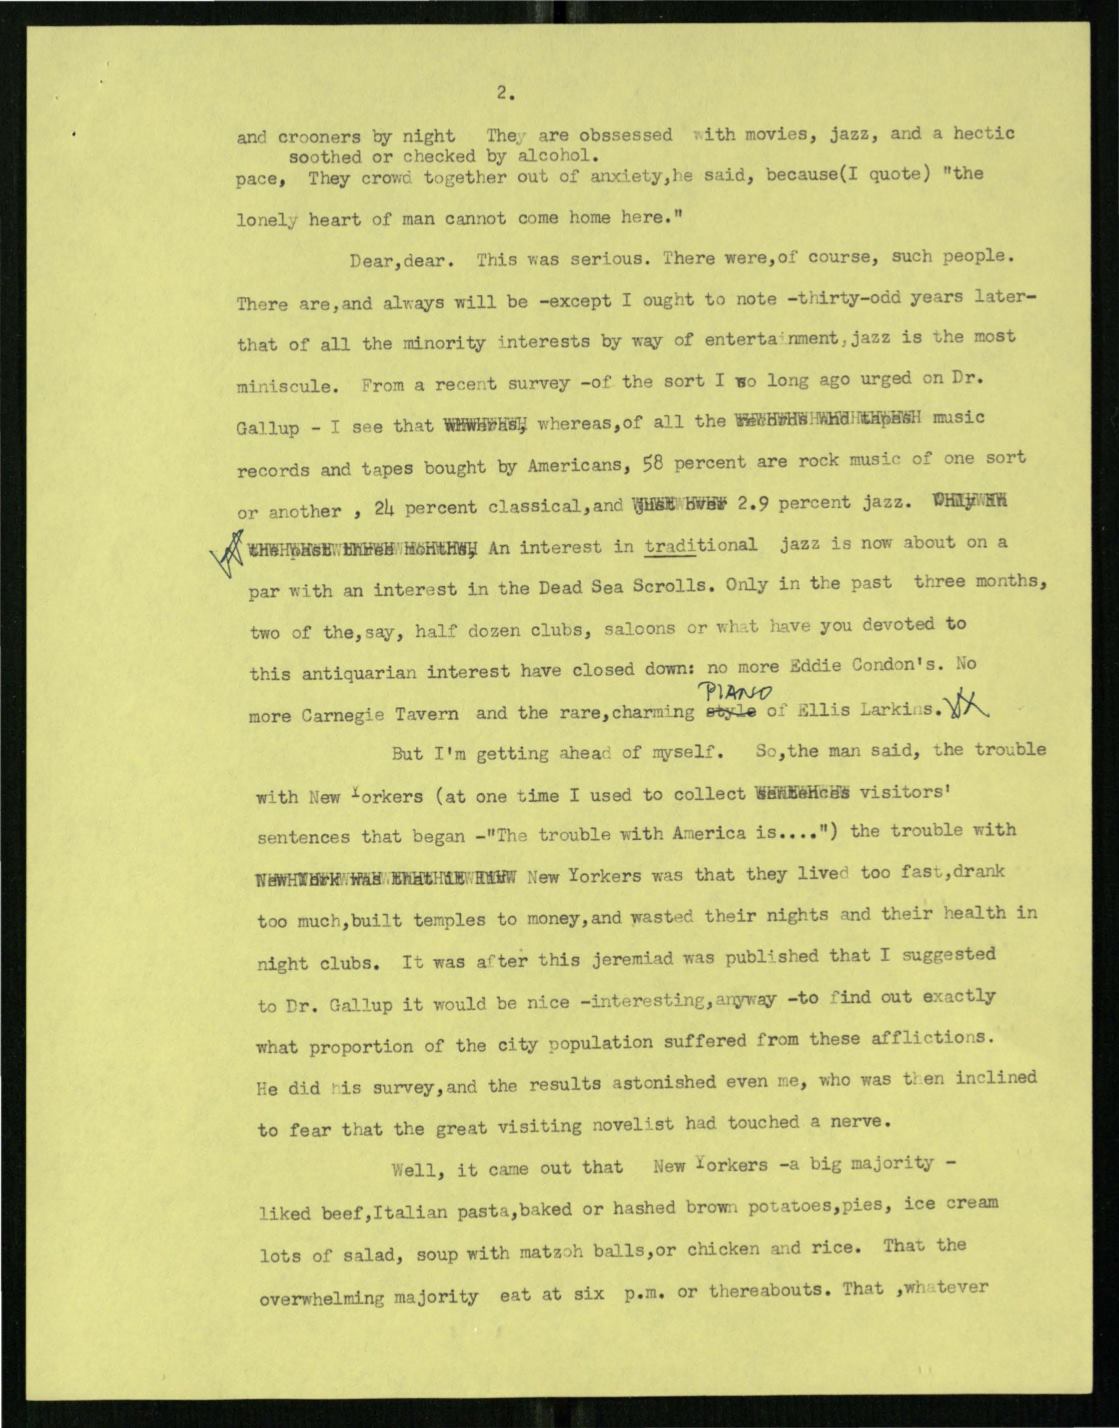 2.
and crooners by night They are obssessed with movies, jazz, and a hectic
soothed or checked by alcohol.
pace, They crowd together out of anxiety,he said, because(I quote) "the
lonely heart of man cannot come home here."
Dear,dear. This was serious. There were,of course, such people.
There are,and always will be -except I ought to note -thirty-odd years later-
that of all the minority interests by way of entertainment,jazz is the most
miniscule. From a recent survey -of the sort I so long ago urged on Dr.
Gallup - I see that whereas,of all the music
records and tapes bought by Americans, 58 percent are rock music of one sort
or another , 24 percent classical,and 2.9 percent jazz.
An interest in traditional jazz is now about on a
par with an interest in the Dead Sea Scrolls. Only in the past three months,
two of the,say, half dozen clubs, saloons or what have you devoted to
this antiquarian interest have closed down: no more Eddie Condon's. No
PIANO
more Carnegie Tavern and the rare,charming style of Ellis Larkins.
But I'm getting ahead of myself. So,the man said, the trouble
with New Yorkers (at one time I used to collect sentences visitors'
sentences that began -"The trouble with America is....") the trouble with
New Yorkers was that they lived too fast,drank
too much,built temples to money,and wasted their nights and their health in
night clubs. It was after this jeremiad was published that I suggested
to Dr. Gallup it would be nice -interesting,anyway -to find out exactly
what proportion of the city population suffered from these afflictions.
He did his survey,and the results astonished even me, who was then inclined
to fear that the great visiting novelist had touched a nerve.
Well, it came out that New Yorkers -a big majority -
liked beef,Italian pasta,baked or hashed brown potatoes,pies, ice cream
lots of salad, soup with matzoh balls,or chicken and rice. That the
overwhelming majority eat at six p.m. or thereabouts. That ,whatever